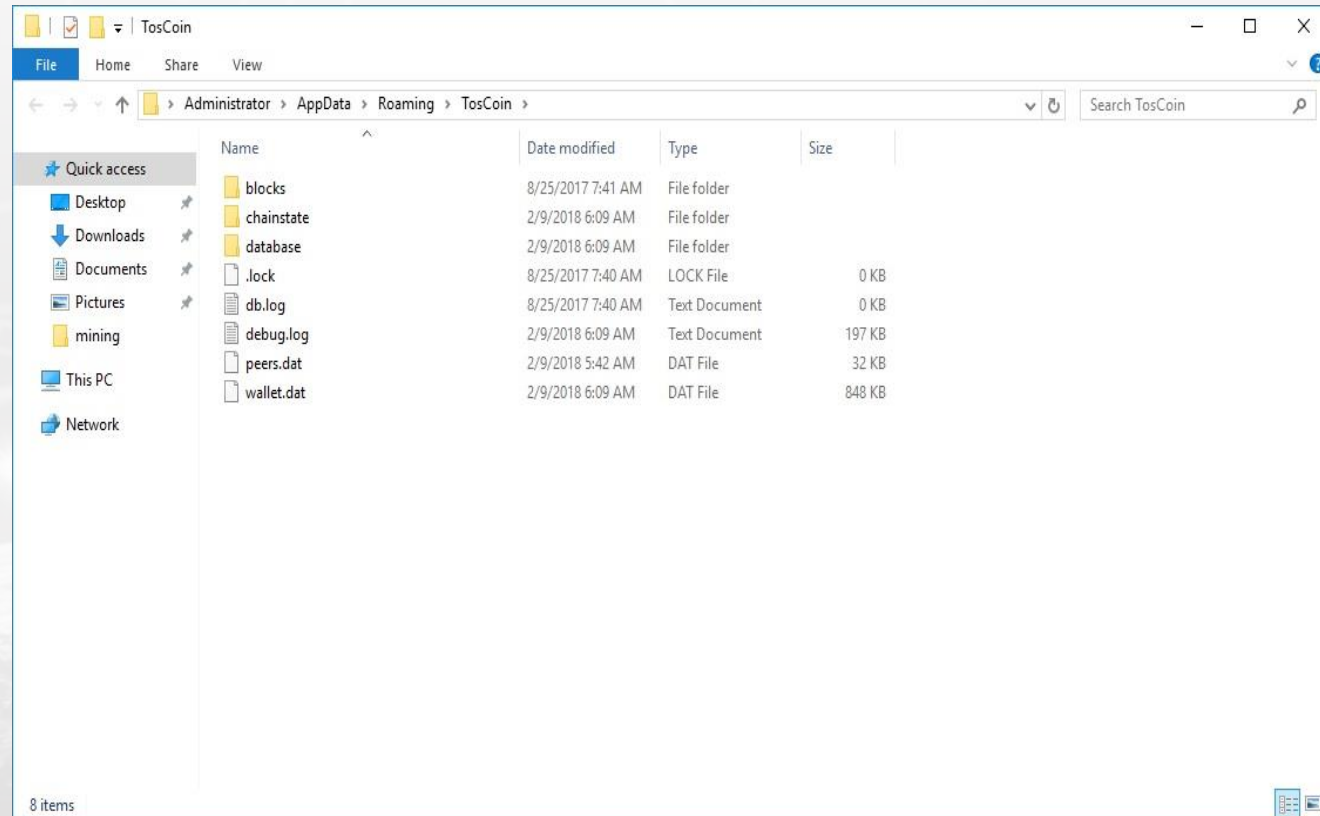 TosCoin
File Home Share View
Administrator > AppData > Roaming > TosCoin >
Search TosCoin
Name Date modified Type Size
Quick access
Desktop
Downloads
Documents
Pictures
mining
This PC
Network
blocks 8/25/2017 7:41 AM File folder
chainstate 2/9/2018 6:09 AM File folder
database 2/9/2018 6:09 AM File folder
.lock 8/25/2017 7:40 AM LOCK File 0 KB
db.log 8/25/2017 7:40 AM Text Document 0 KB
debug.log 2/9/2018 6:09 AM Text Document 197 KB
peers.dat 2/9/2018 5:42 AM DAT File 32 KB
wallet.dat 2/9/2018 6:09 AM DAT File 848 KB
8 items